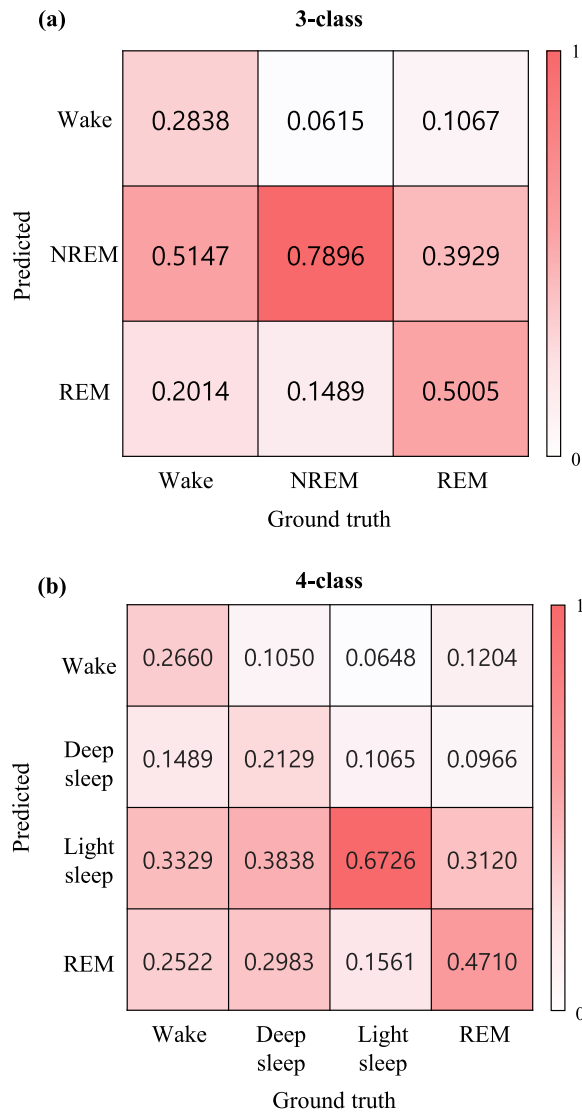 (a)
3-class
1
Wake
0.2838 0.0615 0.1067
Predicted
NREM
0.5147 0.7896 0.3929
REM
0.2014 0.1489 0.5005
0
Wake NREM REM
Ground truth
(b)
4-class
1
Wake
0.2660 0.1050 0.0648 0.1204
Predicted
Deep
sleep
0.1489 0.2129 0.1065 0.0966
Light
sleep
0.3329 0.3838 0.6726 0.3120
REM
0.2522 0.2983 0.1561 0.4710
0
Wake Deep Light REM
sleep sleep
Ground truth